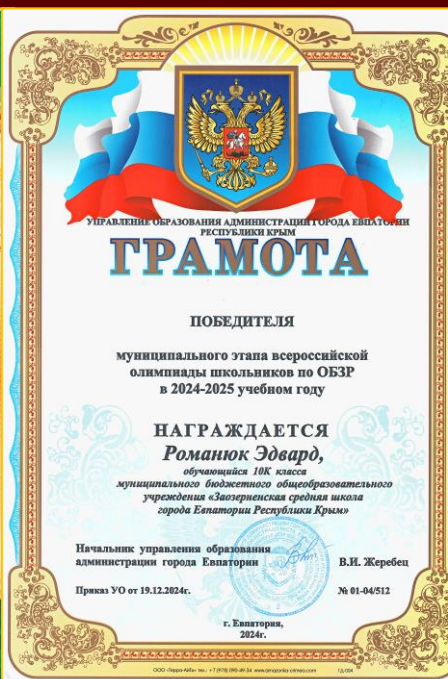 УПРАВЛЕНИЕ ОБРАЗОВАНИЯ АДМИНИСТРАЦИИ ГОРОДА ЕВПАТОРИИ
РЕСПУБЛИКИ КРЫМ
ГРАМОТА
ПОБЕДИТЕЛЯ
муниципального этапа всероссийской
олимпиады школьников по ОБЗР
в 2024-2025 учебном году
НАГРАЖДАЕТСЯ
Романюк Эдвард,
обучающийся 10К класса
муниципального бюджетного общеобразовательного
учреждения «Заозерненская средняя школа
города Евпатории Республики Крым»
Начальник управления образования
администрации города Евпатории В.И. Жеребец
Приказ УО от 19.12.2024г. № 01-04/512
г. Евпатория,
2024г.